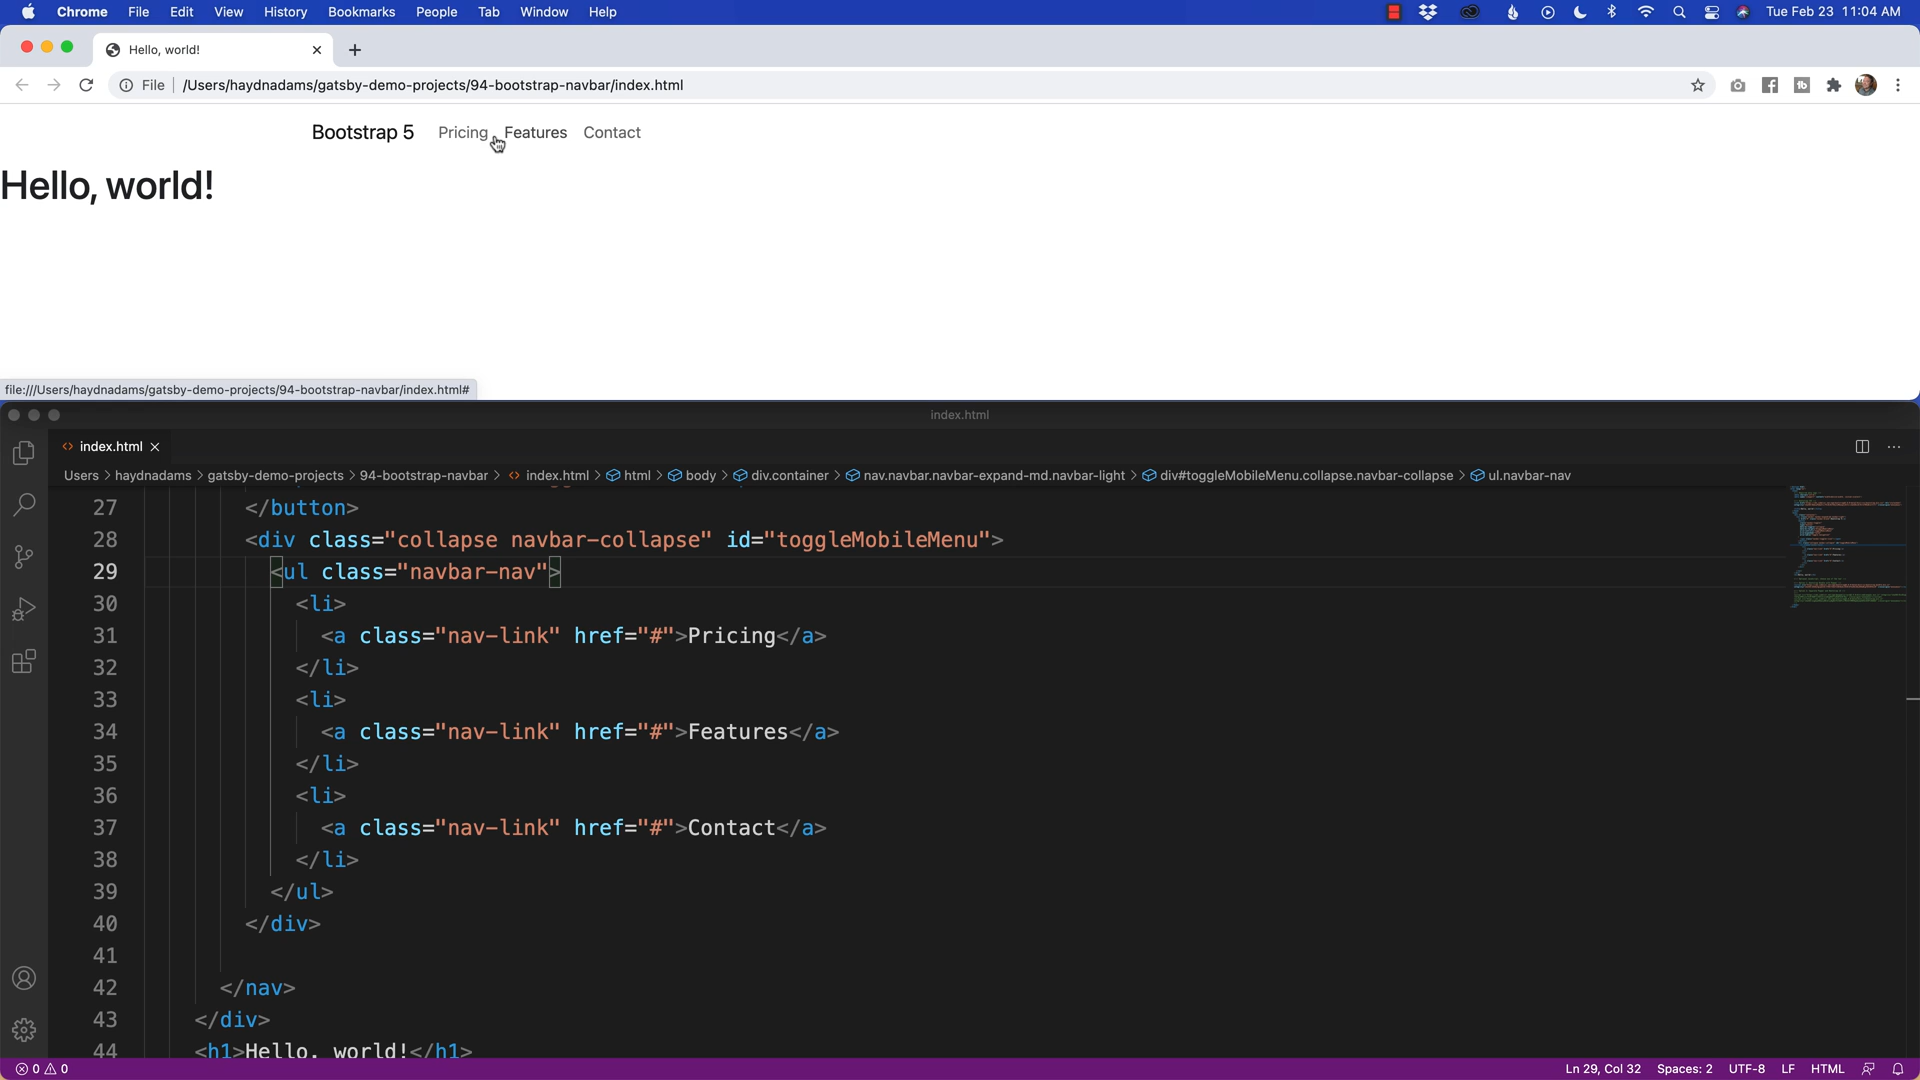 Chrome File Edit View History Bookmarks People Tab Window Help Tue Feb 23 11:04 AM
Hello, world!
File /Users/haydnadams/gatsby-demo-projects/94-bootstrap-navbar/index.html
Bootstrap 5 Pricing Features Contact
Hello, world!
file:///Users/haydnadams/gatsby-demo-projects/94-bootstrap-navbar/index.html#
index.html
index.html
Users > haydnadams > gatsby-demo-projects > 94-bootstrap-navbar > index.html > html > body > div.container > nav.navbar.navbar-expand-md.navbar-light > div#toggleMobileMenu.collapse.navbar-collapse > ul.navbar-nav
27 </button>
28 <div class="collapse navbar-collapse" id="toggleMobileMenu">
29 <ul class="navbar-nav">
30 <li>
31 <a class="nav-link" href="#">Pricing</a>
32 </li>
33 <li>
34 <a class="nav-link" href="#">Features</a>
35 </li>
36 <li>
37 <a class="nav-link" href="#">Contact</a>
38 </li>
39 </ul>
40 </div>
41
42 </nav>
43 </div>
44 <h1>Hello, world!</h1>
0 0 Ln 29, Col 32 Spaces: 2 UTF-8 LF HTML